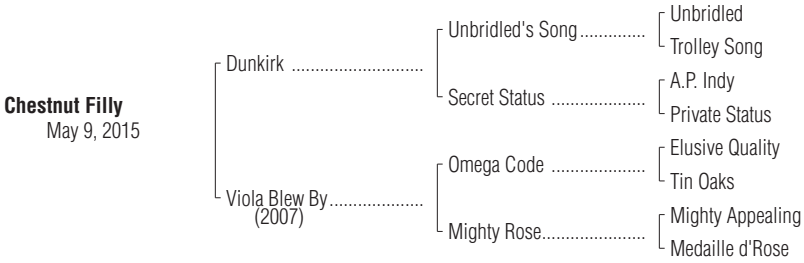 Unbridled
Unbridled's Song..............
Trolley Song
Dunkirk ............................
A.P. Indy
Secret Status ....................
Private Status
Chestnut Filly
May 9, 2015
Elusive Quality
Omega Code ....................
Tin Oaks
Viola Blew By....................
(2007)
Mighty Appealing
Mighty Rose......................
Medaille d'Rose